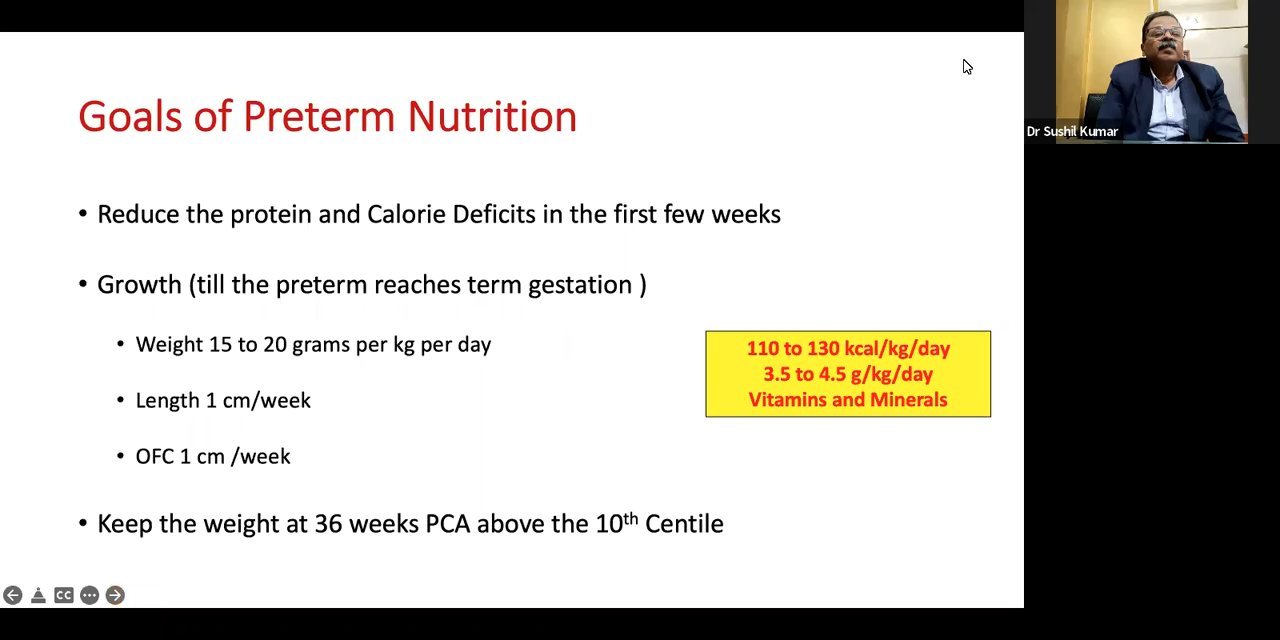 Goals of Preterm Nutrition
• Reduce the protein and Calorie Deficits in the first few weeks
• Growth (till the preterm reaches term gestation )
• Weight 15 to 20 grams per kg per day
• Length 1 cm/week
• OFC 1 cm /week
110 to 130 kcal/kg/day
3.5 to 4.5 g/kg/day
Vitamins and Minerals
• Keep the weight at 36 weeks PCA above the 10th Centile
Dr Sushil Kumar
CC